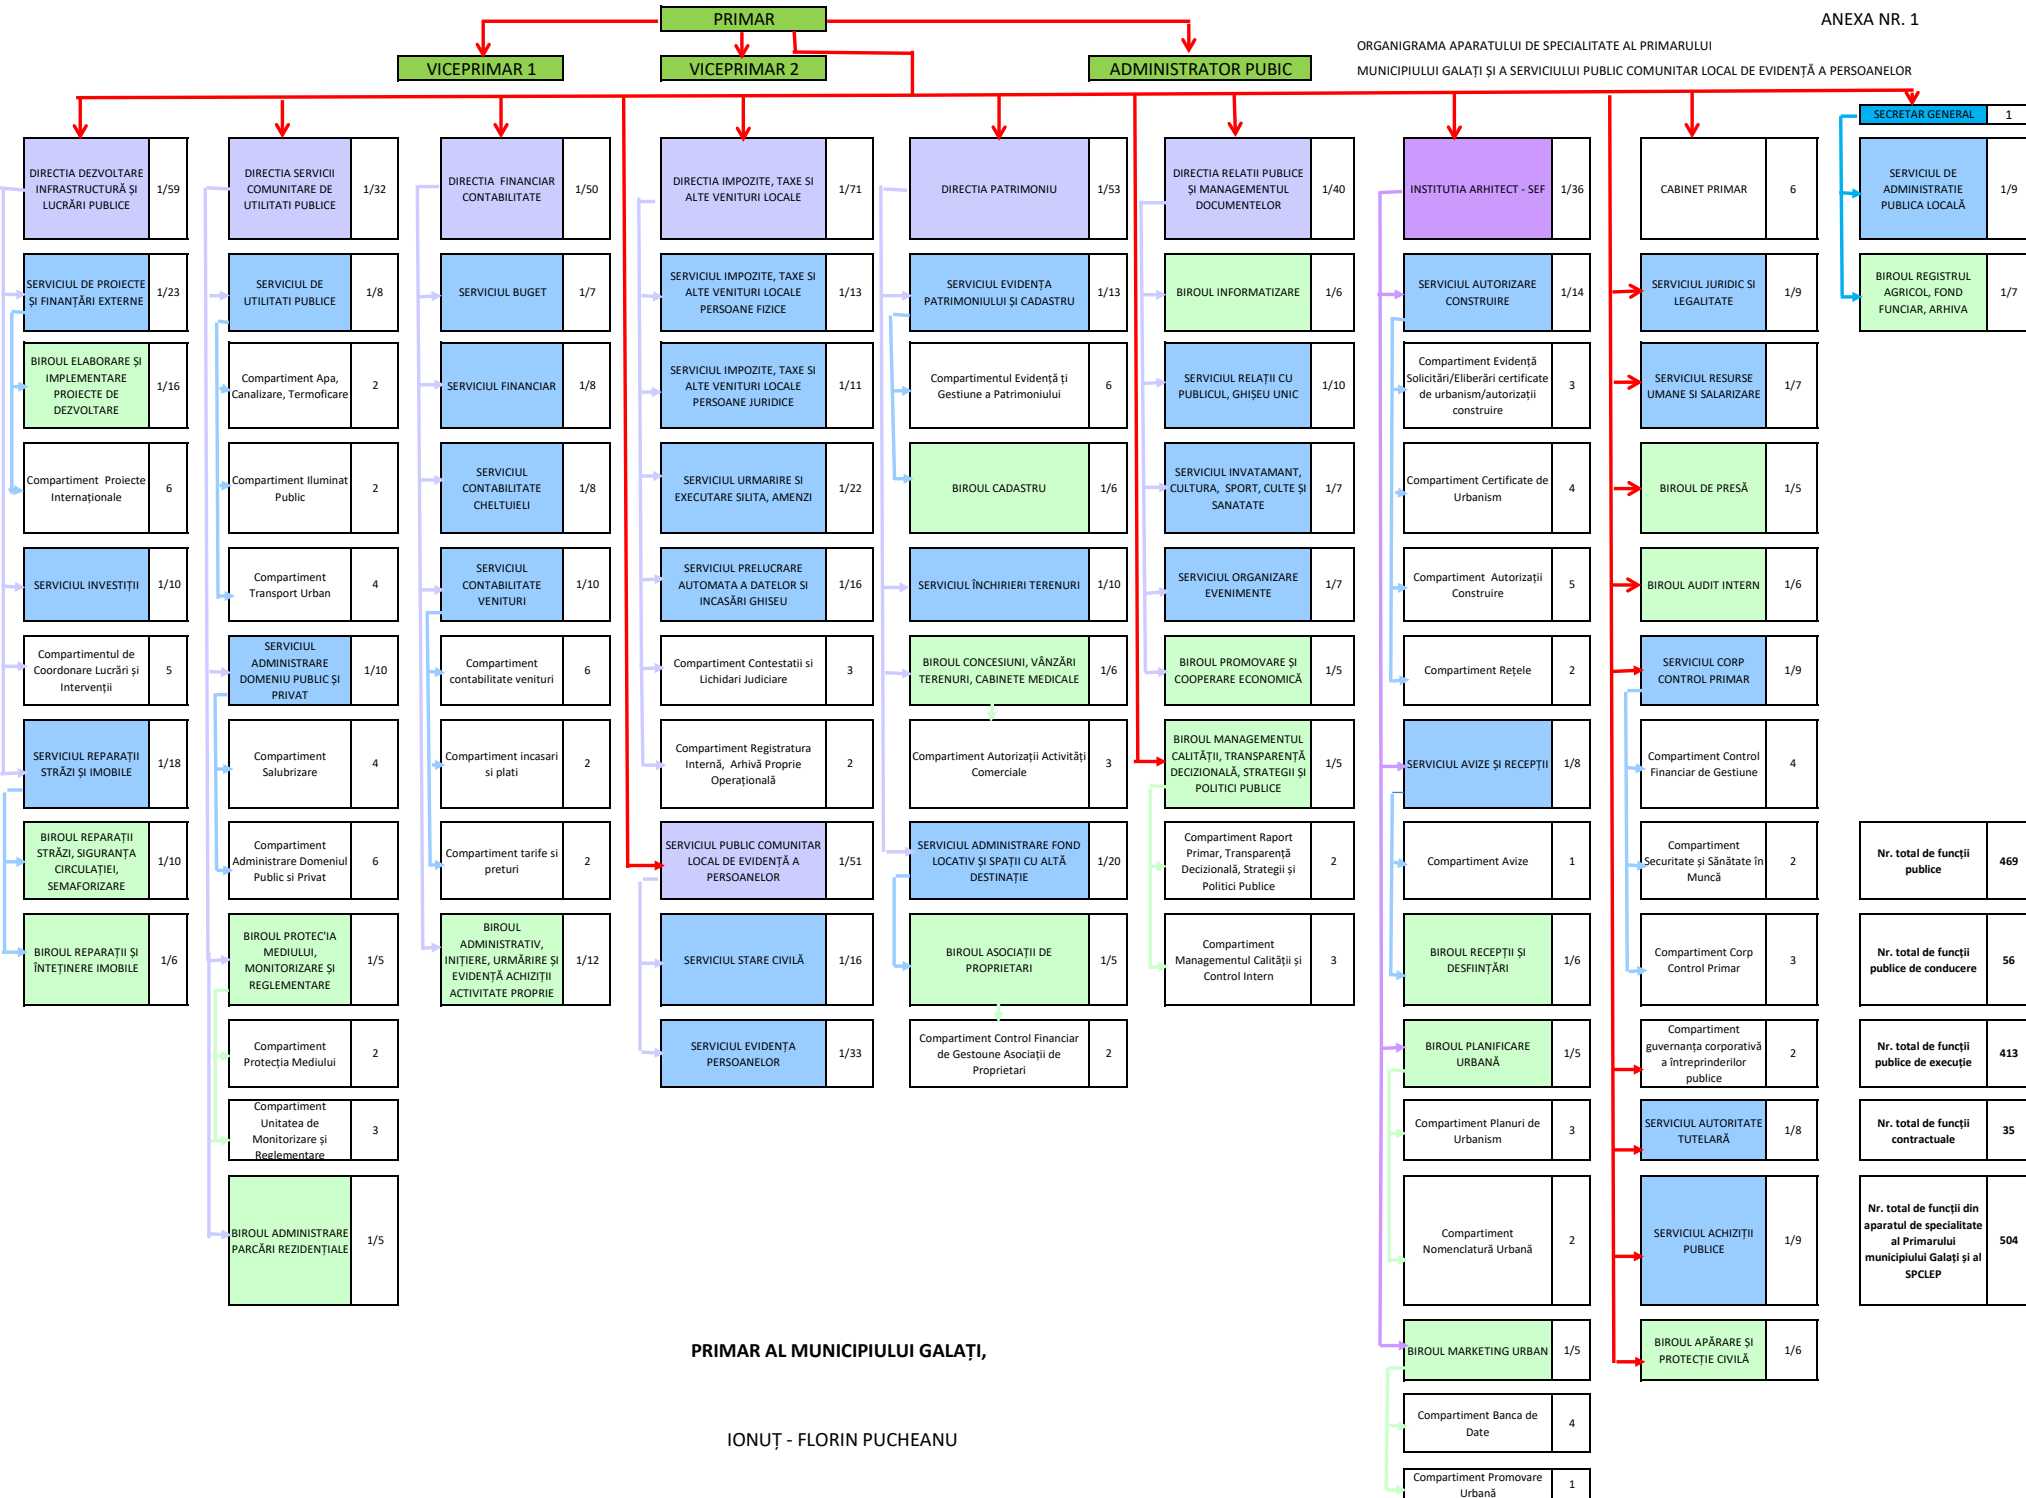 PRIMAR
ANEXA NR. 1
ORGANIGRAMA APARATULUI DE SPECIALITATE AL PRIMARULUI
MUNICIPIULUI GALAȚI ȘI A SERVICIULUI PUBLIC COMUNITAR LOCAL DE EVIDENȚĂ A PERSOANELOR
VICEPRIMAR 1
VICEPRIMAR 2
ADMINISTRATOR PUBIC
SECRETAR GENERAL 1
DIRECTIA DEZVOLTARE
INFRASTRUCTURĂ ȘI
LUCRĂRI PUBLICE
1/59
SERVICIUL DE PROIECTE
ȘI FINANȚĂRI EXTERNE
1/23
BIROUL ELABORARE ȘI
IMPLEMENTARE
PROIECTE DE
DEZVOLTARE
1/16
Compartiment Proiecte
Internaționale
6
SERVICIUL INVESTIȚII
1/10
Compartimentul de
Coordonare Lucrări și
Intervenții
5
SERVICIUL REPARAȚII
STRĂZI ȘI IMOBILE
1/18
BIROUL REPARAȚII
STRĂZI, SIGURANȚA
CIRCULAȚIEI,
SEMAFORIZARE
1/10
BIROUL REPARAȚII ȘI
ÎNTEȚINERE IMOBILE
1/6
DIRECTIA SERVICII
COMUNITARE DE
UTILITATI PUBLICE
1/32
SERVICIUL DE
UTILITATI PUBLICE
1/8
Compartiment Apa,
Canalizare, Termoficare
2
Compartiment Iluminat
Public
2
Compartiment
Transport Urban
4
SERVICIUL
ADMINISTRARE
DOMENIU PUBLIC ȘI
PRIVAT
1/10
Compartiment
Salubrizare
4
Compartiment
Administrare Domeniul
Public si Privat
6
BIROUL PROTEC'IA
MEDIULUI,
MONITORIZARE ȘI
REGLEMENTARE
1/5
Compartiment
Protecția Mediului
2
Compartiment
Unitatea de
Monitorizare și
Reglementare
3
BIROUL ADMINISTRARE
PARCĂRI REZIDENȚIALE
1/5
DIRECTIA FINANCIAR
CONTABILITATE
1/50
SERVICIUL BUGET
1/7
SERVICIUL FINANCIAR
1/8
SERVICIUL
CONTABILITATE
CHELTUIELI
1/8
SERVICIUL
CONTABILITATE
VENITURI
1/10
Compartiment
contabilitate venituri
6
Compartiment incasari
si plati
2
Compartiment tarife si
preturi
2
BIROUL
ADMINISTRATIV,
INIȚIERE, URMĂRIRE ȘI
EVIDENȚĂ ACHIZIȚII
ACTIVITATE PROPRIE
1/12
DIRECTIA IMPOZITE, TAXE SI
ALTE VENITURI LOCALE
1/71
SERVICIUL IMPOZITE, TAXE SI
ALTE VENITURI LOCALE
PERSOANE FIZICE
1/13
SERVICIUL IMPOZITE, TAXE SI
ALTE VENITURI LOCALE
PERSOANE JURIDICE
1/11
SERVICIUL URMARIRE SI
EXECUTARE SILITA, AMENZI
1/22
SERVICIUL PRELUCRARE
AUTOMATA A DATELOR SI
INCASĂRI GHISEU
1/16
Compartiment Contestatii si
Lichidari Judiciare
3
Compartiment Registratura
Internă, Arhivă Proprie
Operațională
2
SERVICIUL PUBLIC COMUNITAR
LOCAL DE EVIDENȚĂ A
PERSOANELOR
1/51
SERVICIUL STARE CIVILĂ
1/16
SERVICIUL EVIDENȚA
PERSOANELOR
1/33
DIRECTIA PATRIMONIU
1/53
SERVICIUL EVIDENȚA
PATRIMONIULUI ȘI CADASTRU
1/13
Compartimentul Evidență ți
Gestiune a Patrimoniului
6
BIROUL CADASTRU
1/6
SERVICIUL ÎNCHIRIERI TERENURI
1/10
BIROUL CONCESIUNI, VÂNZĂRI
TERENURI, CABINETE MEDICALE
1/6
Compartiment Autorizații Activități
Comerciale
3
SERVICIUL ADMINISTRARE FOND
LOCATIV ȘI SPAȚII CU ALTĂ
DESTINAȚIE
1/20
BIROUL ASOCIAȚII DE
PROPRIETARI
1/5
Compartiment Control Financiar
de Gestoune Asociații de
Proprietari
2
DIRECTIA RELATII PUBLICE
ȘI MANAGEMENTUL
DOCUMENTELOR
1/40
BIROUL INFORMATIZARE
1/6
SERVICIUL RELAȚII CU
PUBLICUL, GHIȘEU UNIC
1/10
SERVICIUL INVATAMANT,
CULTURA, SPORT, CULTE ȘI
SANATATE
1/7
SERVICIUL ORGANIZARE
EVENIMENTE
1/7
BIROUL PROMOVARE ȘI
COOPERARE ECONOMICĂ
1/5
BIROUL MANAGEMENTUL
CALITĂȚII, TRANSPARENȚĂ
DECIZIONALĂ, STRATEGII ȘI
POLITICI PUBLICE
1/5
Compartiment Raport
Primar, Transparență
Decizională, Strategii și
Politici Publice
2
Compartiment
Managementul Calității și
Control Intern
3
INSTITUTIA ARHITECT - SEF
1/36
SERVICIUL AUTORIZARE
CONSTRUIRE
1/14
Compartiment Evidență
Solicitări/Eliberări certificate
de urbanism/autorizații
construire
3
Compartiment Certificate de
Urbanism
4
Compartiment Autorizații
Construire
5
Compartiment Rețele
2
SERVICIUL AVIZE ȘI RECEPȚII
1/8
Compartiment Avize
1
BIROUL RECEPȚII ȘI
DESFIINȚĂRI
1/6
BIROUL PLANIFICARE
URBANĂ
1/5
Compartiment Planuri de
Urbanism
3
Compartiment
Nomenclatură Urbană
2
BIROUL MARKETING URBAN
1/5
Compartiment Banca de
Date
4
Compartiment Promovare
Urbană
1
CABINET PRIMAR
6
SERVICIUL JURIDIC SI
LEGALITATE
1/9
SERVICIUL RESURSE
UMANE SI SALARIZARE
1/7
BIROUL DE PRESĂ
1/5
BIROUL AUDIT INTERN
1/6
SERVICIUL CORP
CONTROL PRIMAR
1/9
Compartiment Control
Financiar de Gestiune
4
Compartiment
Securitate și Sănătate în
Muncă
2
Compartiment Corp
Control Primar
3
Compartiment
guvernanța corporativă
a întreprinderilor
publice
2
SERVICIUL AUTORITATE
TUTELARĂ
1/8
SERVICIUL ACHIZIȚII
PUBLICE
1/9
BIROUL APĂRARE ȘI
PROTECȚIE CIVILĂ
1/6
SERVICIUL DE
ADMINISTRATIE
PUBLICA LOCALĂ
1/9
BIROUL REGISTRUL
AGRICOL, FOND
FUNCIAR, ARHIVA
1/7
Nr. total de funcții
publice
469
Nr. total de funcții
publice de conducere
56
Nr. total de funcții
publice de execuție
413
Nr. total de funcții
contractuale
35
Nr. total de funcții din
aparatul de specialitate
al Primarului
municipiului Galați și al
SPCLEP
504
PRIMAR AL MUNICIPIULUI GALAȚI,
IONUȚ - FLORIN PUCHEANU